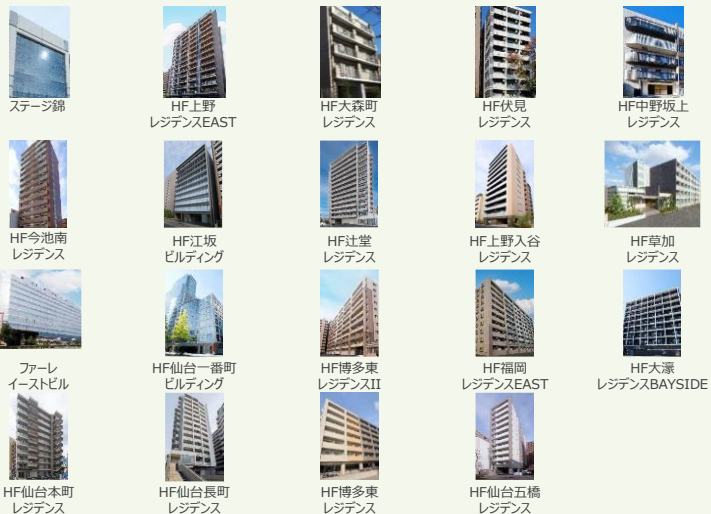 ステージ錦
HF上野
レジデンスEAST
HF大森町
レジデンス
HF伏見
レジデンス
HF中野坂上
レジデンス
HF今池南
レジデンス
HF江坂
ビルディング
HF辻堂
レジデンス
HF上野入谷
レジデンス
HF草加
レジデンス
ファーレ
イーストビル
HF仙台一番町
ビルディング
HF博多東
レジデンスII
HF福岡
レジデンスEAST
HF大濠
レジデンスBAYSIDE
HF仙台本町
レジデンス
HF仙台長町
レジデンス
HF博多東
レジデンス
HF仙台五橋
レジデンス